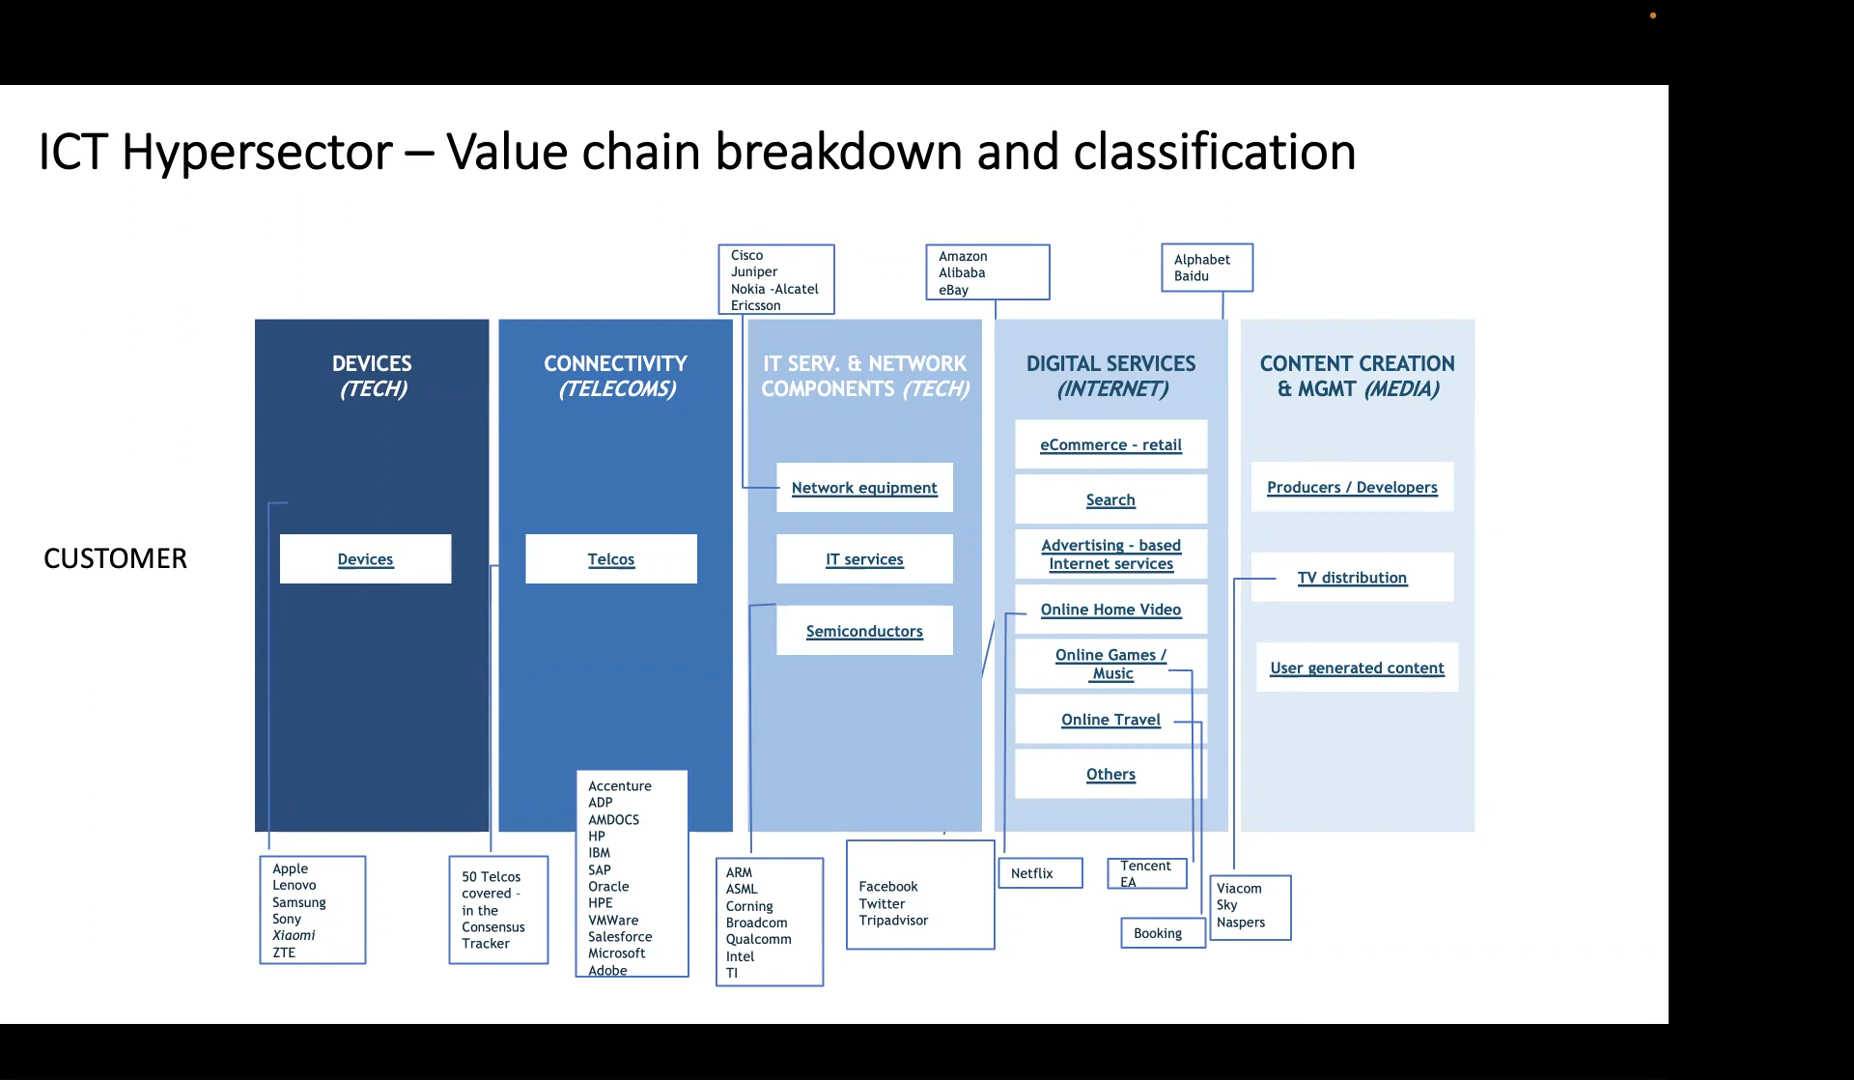 ICT Hypersector – Value chain breakdown and classification
Cisco
Juniper
Nokia -Alcatel
Ericsson
Amazon
Alibaba
eBay
Alphabet
Baidu
CUSTOMER
DEVICES
(TECH)
Devices
CONNECTIVITY
(TELECOMS)
Telcos
IT SERV. & NETWORK
COMPONENTS (TECH)
Network equipment
IT services
Semiconductors
DIGITAL SERVICES
(INTERNET)
eCommerce - retail
Search
Advertising - based
Internet services
Online Home Video
Online Games /
Music
Online Travel
Others
CONTENT CREATION
& MGMT (MEDIA)
Producers / Developers
TV distribution
User generated content
Apple
Lenovo
Samsung
Sony
Xiaomi
ZTE
50 Telcos
covered -
in the
Consensus
Tracker
Accenture
ADP
AMDOCS
HP
IBM
SAP
Oracle
HPE
VMWare
Salesforce
Microsoft
Adobe
ARM
ASML
Corning
Broadcom
Qualcomm
Intel
TI
Facebook
Twitter
Tripadvisor
Netflix
Tencent
EA
Booking
Viacom
Sky
Naspers